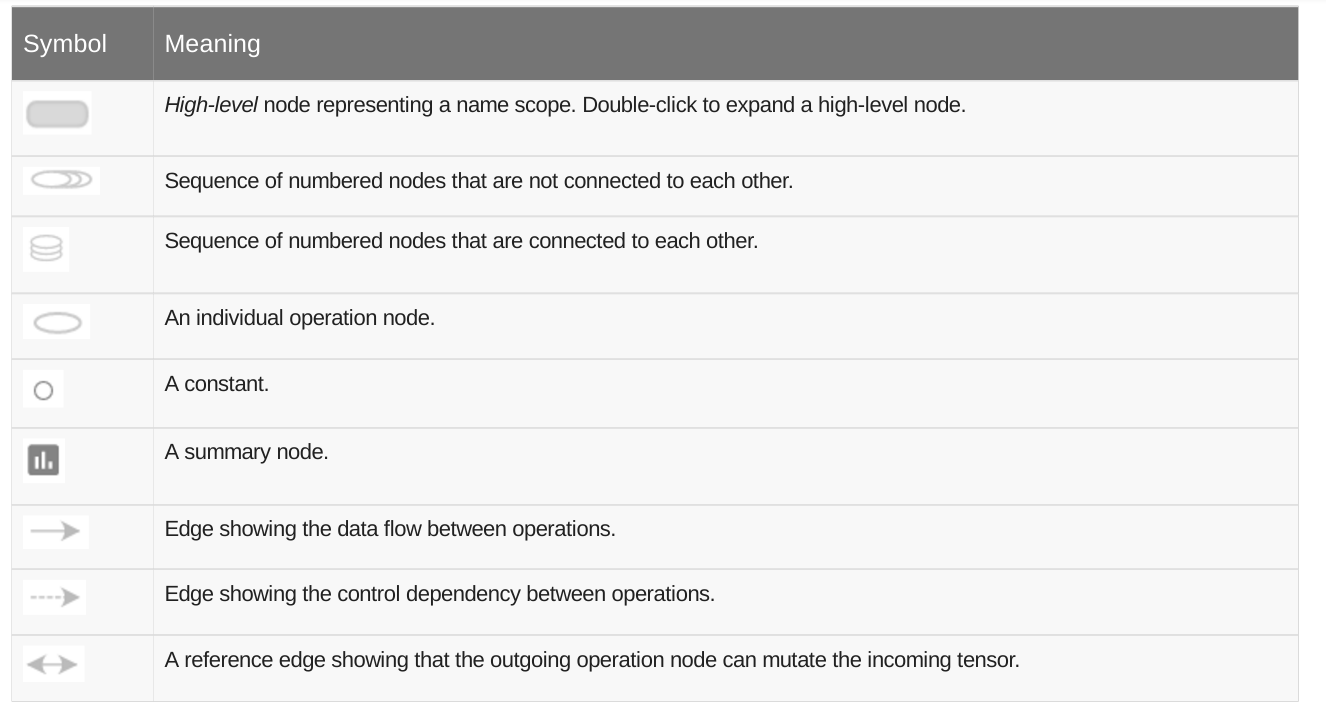 Symbol Meaning
High-level node representing a name scope. Double-click to expand a high-level node.
Sequence of numbered nodes that are not connected to each other.
Sequence of numbered nodes that are connected to each other.
An individual operation node.
A constant.
A summary node.
Edge showing the data flow between operations.
Edge showing the control dependency between operations.
A reference edge showing that the outgoing operation node can mutate the incoming tensor.